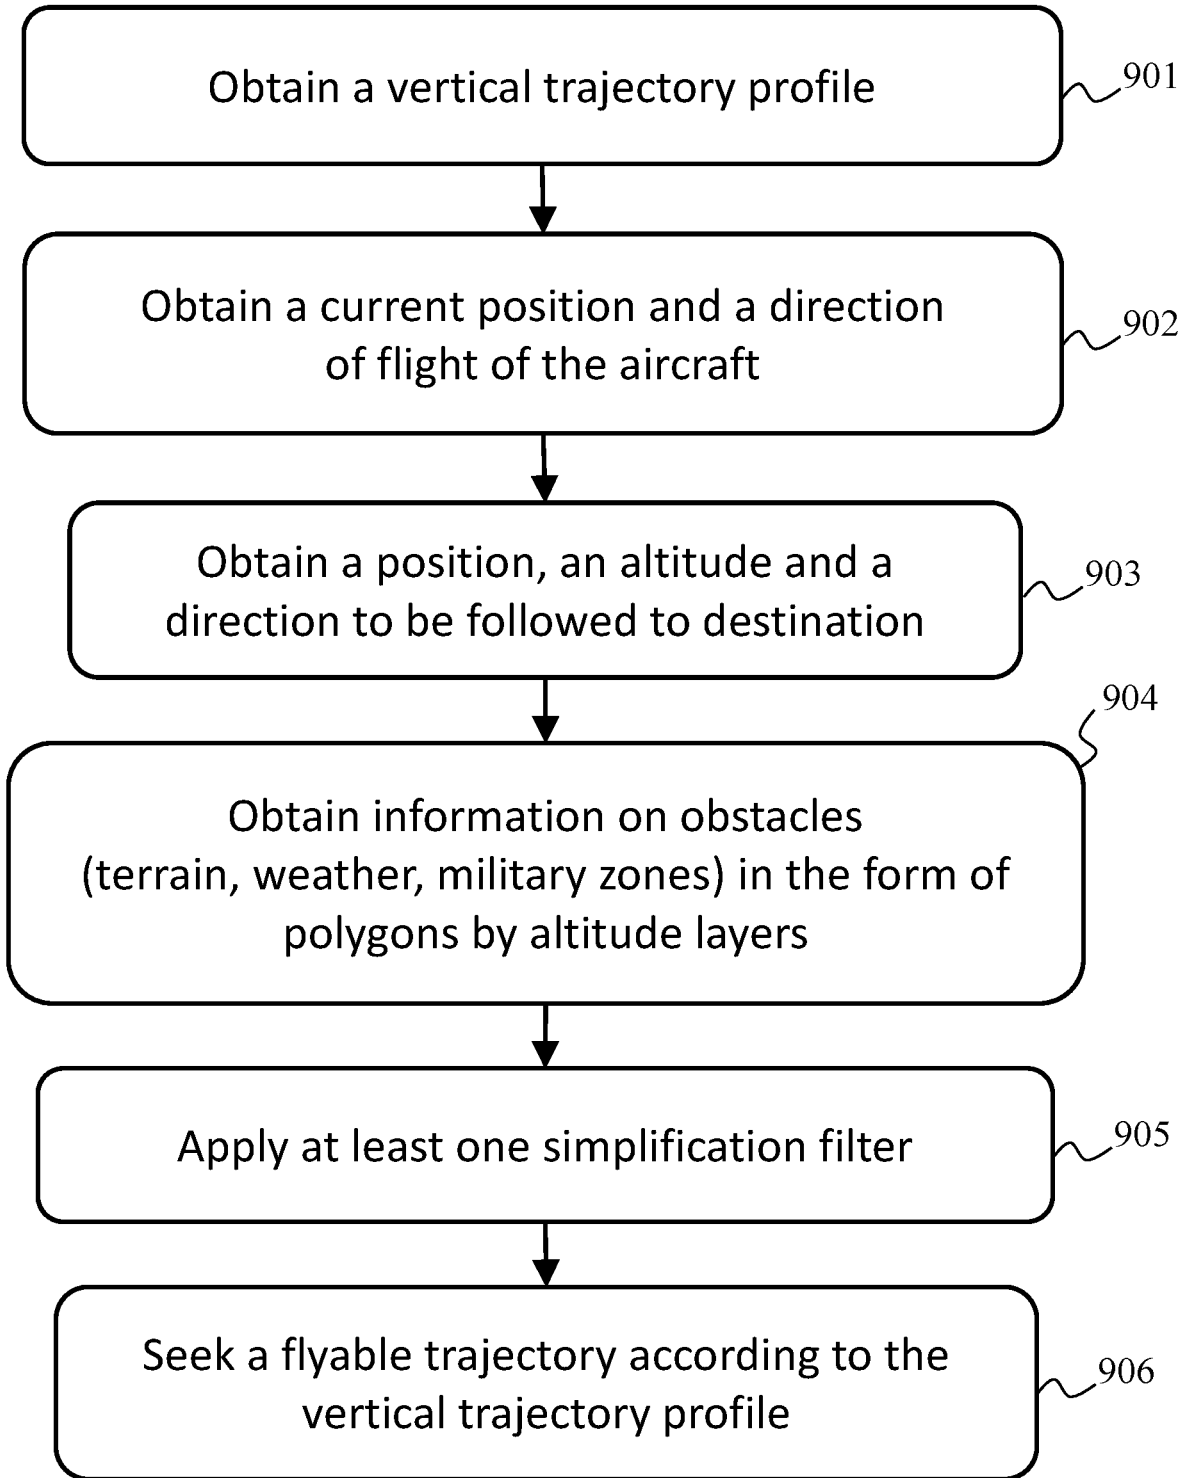 Obtain a vertical trajectory profile
901
Obtain a current position and a direction
of flight of the aircraft
902
Obtain a position, an altitude and a
direction to be followed to destination
903
904
Obtain information on obstacles
(terrain, weather, military zones) in the form of
polygons by altitude layers
Apply at least one simplification filter
905
Seek a flyable trajectory according to the
vertical trajectory profile
906